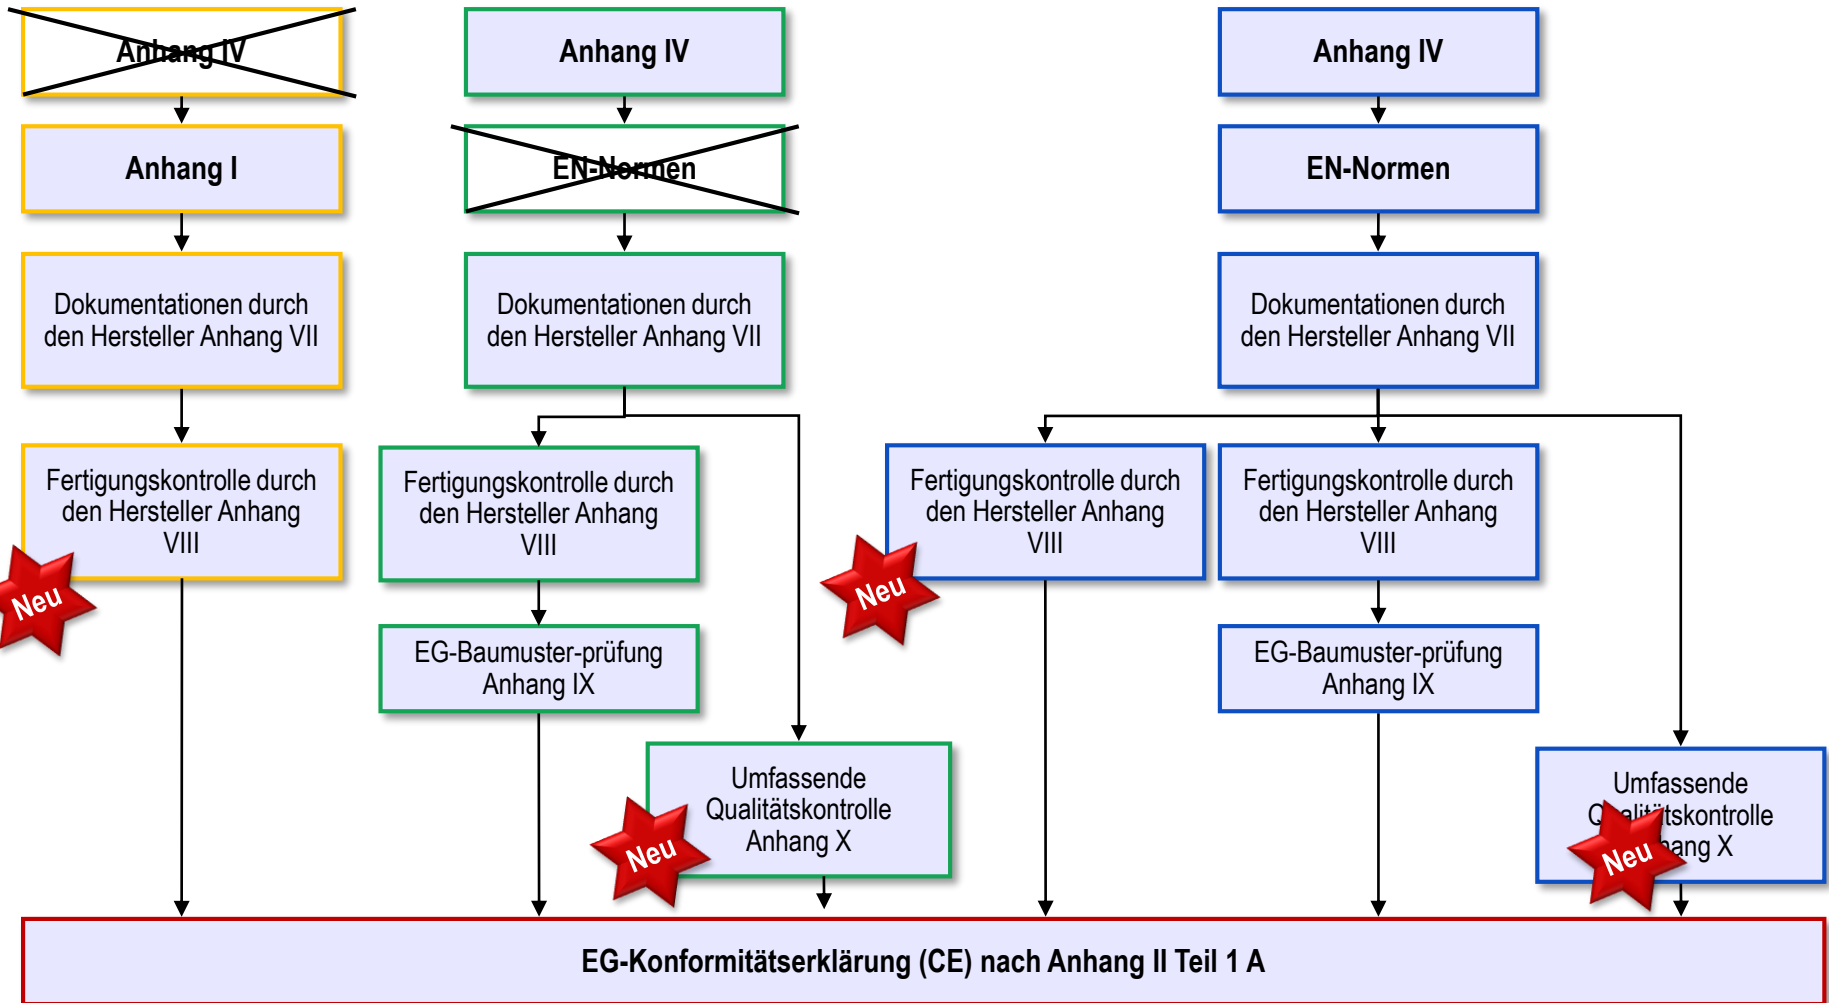 Anhang IV
Anhang IV
Anhang IV
Anhang I
EN-Normen
EN-Normen
Dokumentationen durch
den Hersteller Anhang VII
Dokumentationen durch
den Hersteller Anhang VII
Dokumentationen durch
den Hersteller Anhang VII
Fertigungskontrolle durch
den Hersteller Anhang
VIII
Neu
Fertigungskontrolle durch
den Hersteller Anhang
VIII
Fertigungskontrolle durch
den Hersteller Anhang
VIII
Neu
Fertigungskontrolle durch
den Hersteller Anhang
VIII
EG-Baumuster-prüfung
Anhang IX
EG-Baumuster-prüfung
Anhang IX
Umfassende
Qualitätskontrolle
Anhang X
Neu
Umfassende
Qualitätskontrolle
Anhang X
Neu
EG-Konformitätserklärung (CE) nach Anhang II Teil 1 A